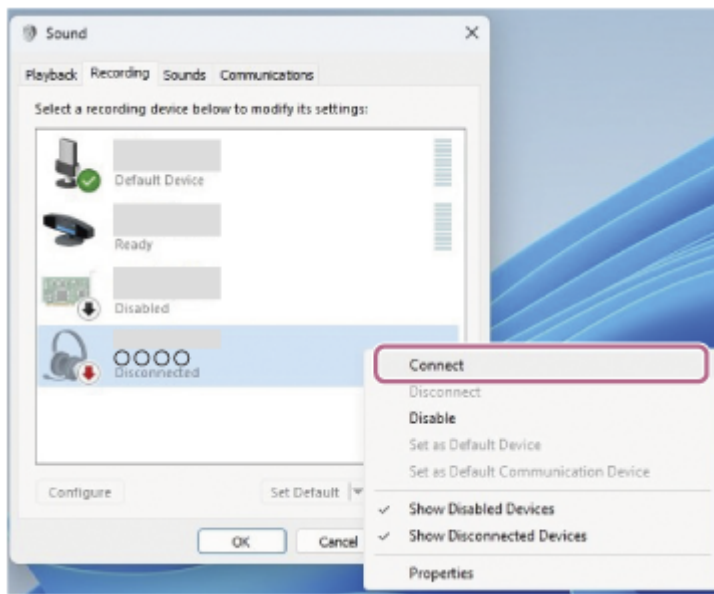 Sound
Playback Recording Sounds Communications
Select a recording device below to modify its settings:
Default Device
Ready
Disabled
○○○○
Disconnected
Connect
Disconnect
Disable
Set as Default Device
Set as Default Communication Device
Show Disabled Devices
Show Disconnected Devices
Properties
Configure Set Default
OK Cancel